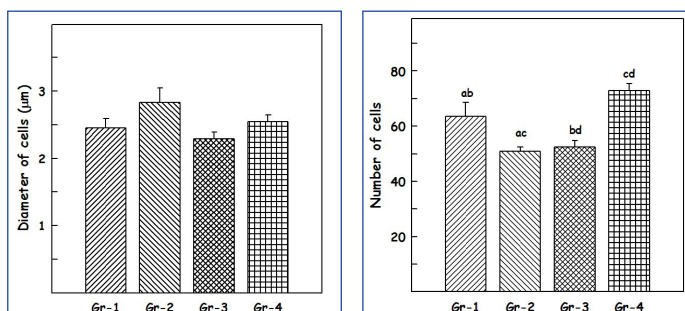 Diameter of cells (μm)
3
2
1
Gr-1 Gr-2 Gr-3 Gr-4
Number of cells
80
60
40
20
ab
ac
bd
cd
Gr-1 Gr-2 Gr-3 Gr-4